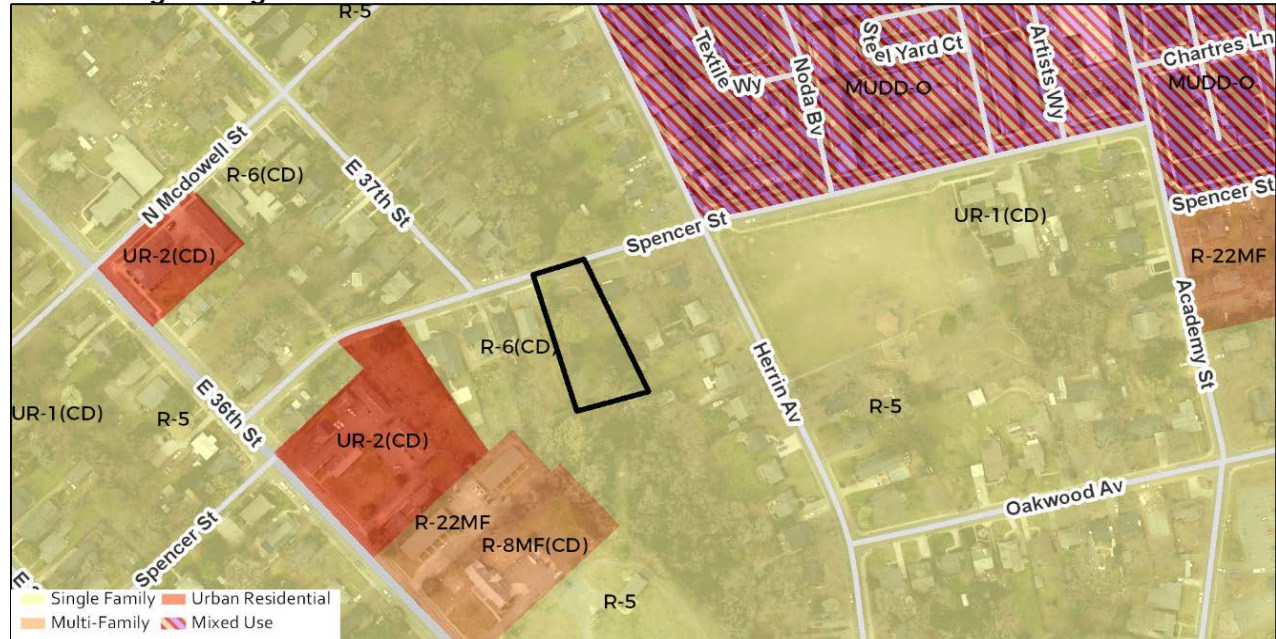 R-5
Textile Wy
Noda Bv
Steel Yard Ct
MUDD-O
Artists Wy
Chartres Ln
MUDD-O
N Mcdowell St
R-6(CD)
E 37th St
Spencer St
UR-1(CD)
Spencer St
UR-2(CD)
R-22MF
Academy St
R-6(CD)
Herrin Av
E 36th St
UR-1(CD)
R-5
R-5
UR-2(CD)
Oakwood Av
R-22MF
Spencer St
R-8MF(CD)
R-5
Single Family
Urban Residential
Multi-Family
Mixed Use